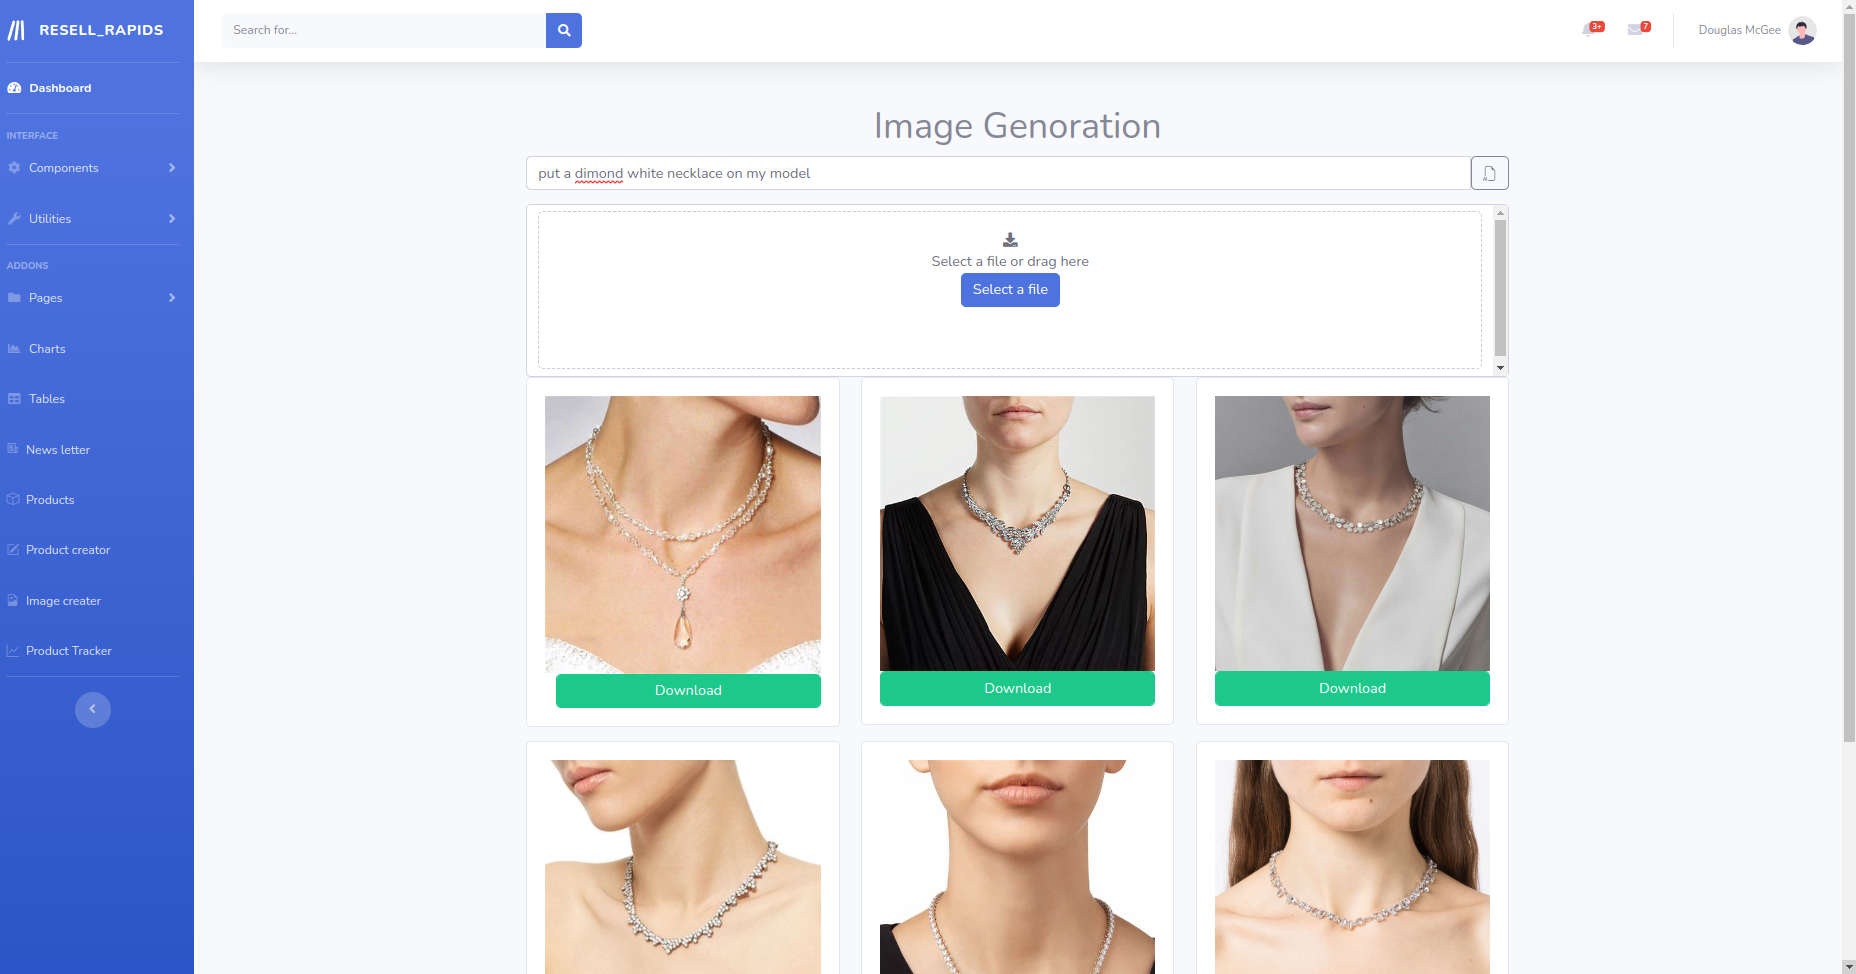 RESELL_RAPIDS
Search for...
3+
7
Douglas McGee
Dashboard
INTERFACE
Components
Utilities
ADDONS
Pages
Charts
Tables
News letter
Products
Product creator
Image creater
Product Tracker
Image Genoration
put a dimond white necklace on my model
Select a file or drag here
Select a file
Download
Download
Download